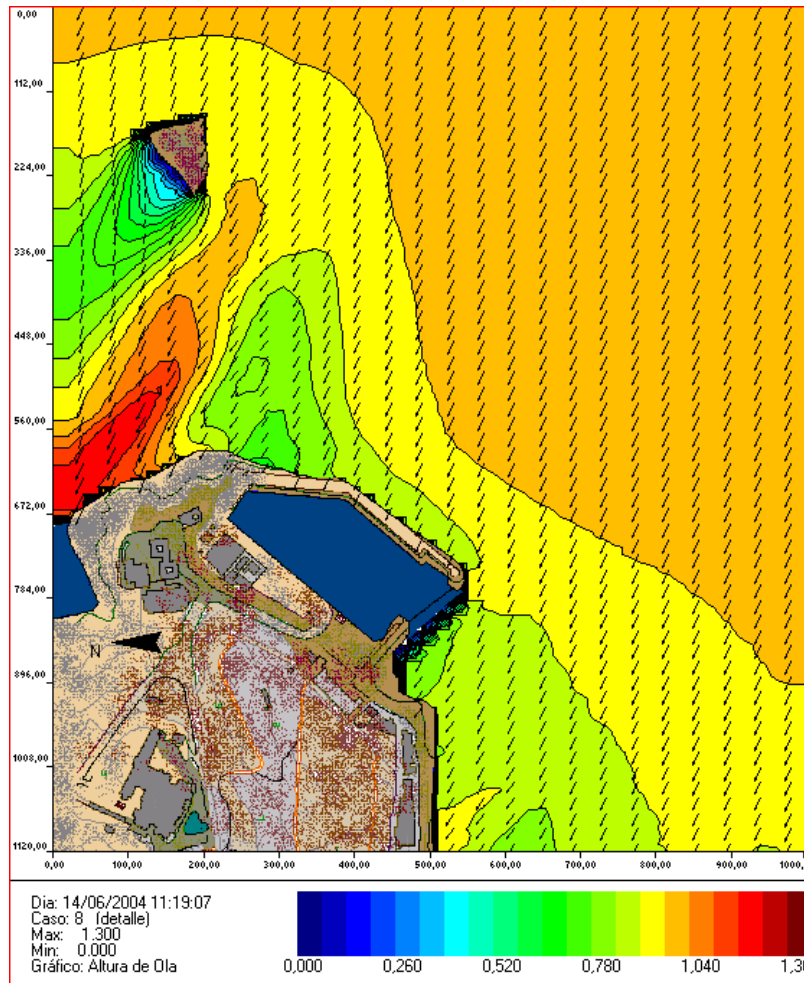 0,00
112,00
224,00
336,00
448,00
560,00
672,00
784,00
896,00
1008,00
1120,00
N
0,00 100,00 200,00 300,00 400,00 500,00 600,00 700,00 800,00 900,00 1000
Dia: 14/06/2004 11:19:07
Caso: 8 (detalle)
Max: 1.300
Min: 0.000
Gráfico: Altura de Ola
0,000 0,260 0,520 0,780 1,040 1,30